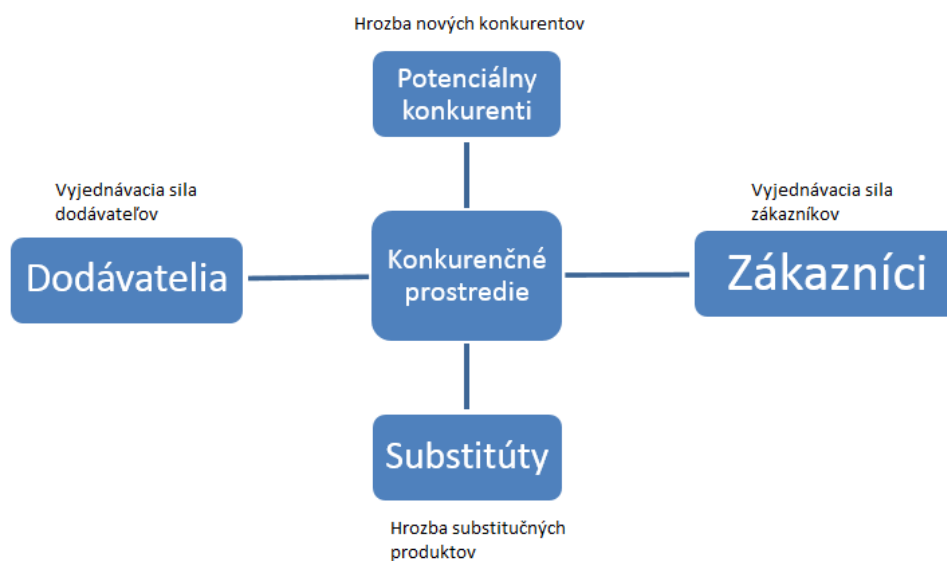 Hrozba nových konkurentov
Potenciálny
konkurenti
Vyjednávacia sila
dodávateľov
Dodávatelia
Konkurenčné
prostredie
Vyjednávacia sila
zákazníkov
Zákazníci
Substitúty
Hrozba substitučných
produktov